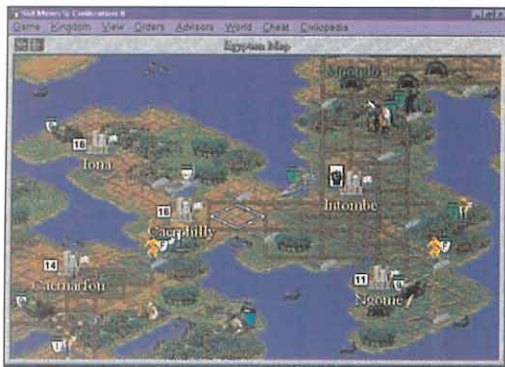 Sid Meier's Civilization II
Game Kingdom View Orders Advisors World Cheat Civilopedia
Egyptian Map
16
Iona
16
Caerphilly
Intombe
14
Caernarfon
11
Ngome
F
F